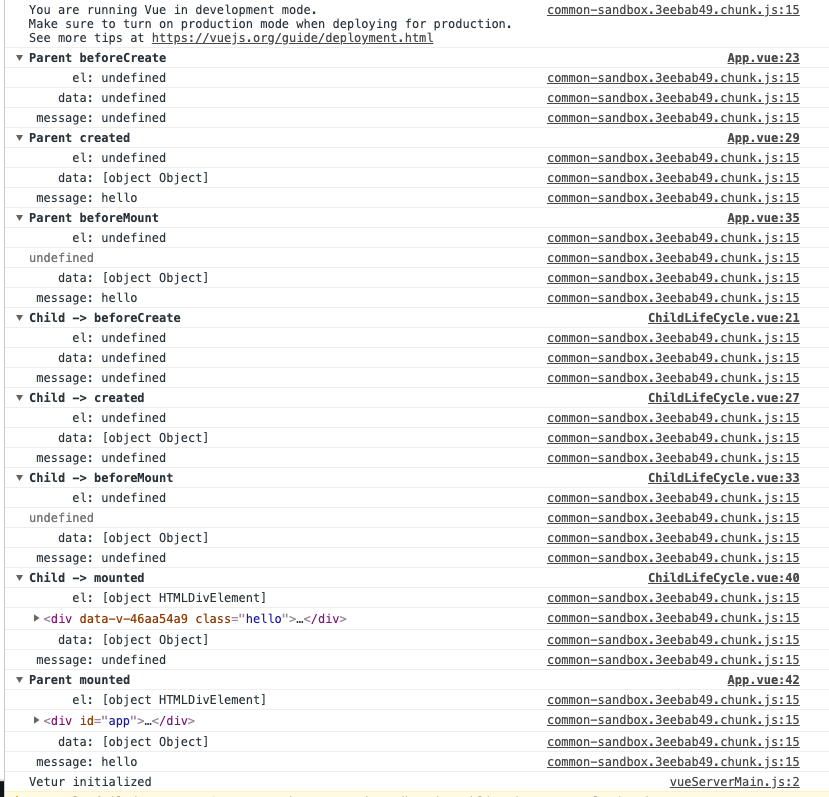 You are running Vue in development mode. common-sandbox.3eebab49.chunk.js:15
Make sure to turn on production mode when deploying for production.
See more tips at https://vuejs.org/guide/deployment.html
▼ Parent beforeCreate App.vue:23
el: undefined common-sandbox.3eebab49.chunk.js:15
data: undefined common-sandbox.3eebab49.chunk.js:15
message: undefined common-sandbox.3eebab49.chunk.js:15
▼ Parent created App.vue:29
el: undefined common-sandbox.3eebab49.chunk.js:15
data: [object Object] common-sandbox.3eebab49.chunk.js:15
message: hello common-sandbox.3eebab49.chunk.js:15
▼ Parent beforeMount App.vue:35
el: undefined common-sandbox.3eebab49.chunk.js:15
undefined common-sandbox.3eebab49.chunk.js:15
data: [object Object] common-sandbox.3eebab49.chunk.js:15
message: hello common-sandbox.3eebab49.chunk.js:15
▼ Child -> beforeCreate ChildLifeCycle.vue:21
el: undefined common-sandbox.3eebab49.chunk.js:15
data: undefined common-sandbox.3eebab49.chunk.js:15
message: undefined common-sandbox.3eebab49.chunk.js:15
▼ Child -> created ChildLifeCycle.vue:27
el: undefined common-sandbox.3eebab49.chunk.js:15
data: [object Object] common-sandbox.3eebab49.chunk.js:15
message: undefined common-sandbox.3eebab49.chunk.js:15
▼ Child -> beforeMount ChildLifeCycle.vue:33
el: undefined common-sandbox.3eebab49.chunk.js:15
undefined common-sandbox.3eebab49.chunk.js:15
data: [object Object] common-sandbox.3eebab49.chunk.js:15
message: undefined common-sandbox.3eebab49.chunk.js:15
▼ Child -> mounted ChildLifeCycle.vue:40
el: [object HTMLDivElement] common-sandbox.3eebab49.chunk.js:15
▶ <div data-v-46aa54a9 class="hello">…</div> common-sandbox.3eebab49.chunk.js:15
data: [object Object] common-sandbox.3eebab49.chunk.js:15
message: undefined common-sandbox.3eebab49.chunk.js:15
▼ Parent mounted App.vue:42
el: [object HTMLDivElement] common-sandbox.3eebab49.chunk.js:15
▶ <div id="app">…</div> common-sandbox.3eebab49.chunk.js:15
data: [object Object] common-sandbox.3eebab49.chunk.js:15
message: hello common-sandbox.3eebab49.chunk.js:15
Vetur initialized vueServerMain.js:2